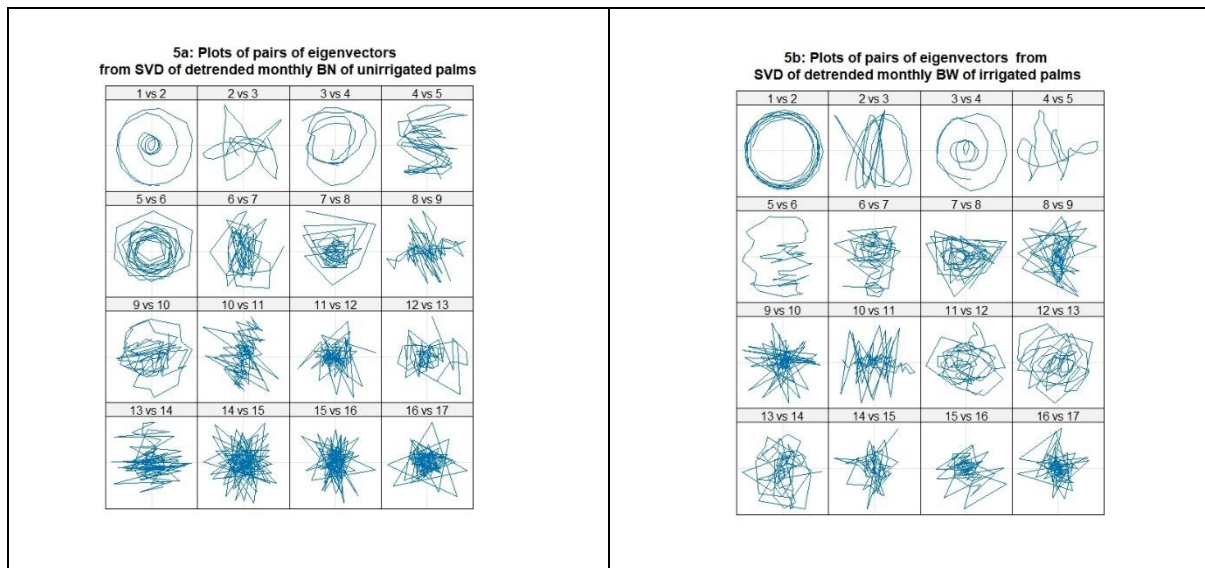 5a: Plots of pairs of eigenvectors
from SVD of detrended monthly BN of unirrigated palms
1 vs 2 2 vs 3 3 vs 4 4 vs 5
5 vs 6 6 vs 7 7 vs 8 8 vs 9
9 vs 10 10 vs 11 11 vs 12 12 vs 13
13 vs 14 14 vs 15 15 vs 16 16 vs 17
5b: Plots of pairs of eigenvectors from
SVD of detrended monthly BW of irrigated palms
1 vs 2 2 vs 3 3 vs 4 4 vs 5
5 vs 6 6 vs 7 7 vs 8 8 vs 9
9 vs 10 10 vs 11 11 vs 12 12 vs 13
13 vs 14 14 vs 15 15 vs 16 16 vs 17